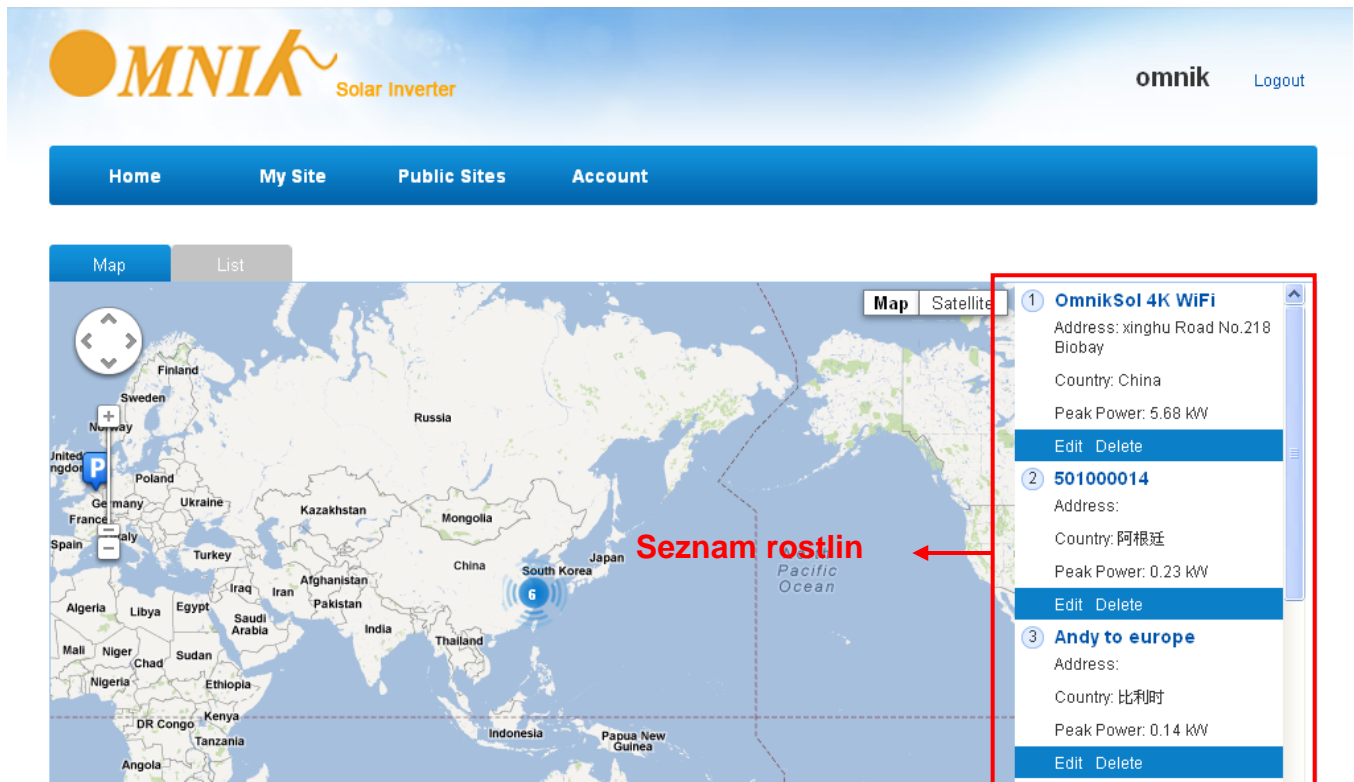 OMNIK Solar Inverter
omnik Logout
Home My Site Public Sites Account
Map List
Map Satellite
Finland
Sweden
Norway
Russia
P
Poland
Germany
Ukraine
France
Kazakhstan
Mongolia
Spain
Turkey
China
Japan
South Korea
6
Afghanistan
Iraq
Iran
Pakistan
Algeria
Libya
Egypt
Saudi
Arabia
India
Thailand
Mali
Niger
Chad
Sudan
Nigeria
Ethiopia
DR Congo
Kenya
Tanzania
Indonesia
Papua New
Guinea
Angola
Pacific
Ocean
Seznam rostlin
1 OmnikSol 4K WiFi
Address: xinghu Road No.218
Biobay
Country: China
Peak Power: 5.68 kW
Edit Delete
2 501000014
Address:
Country: 阿根廷
Peak Power: 0.23 kW
Edit Delete
3 Andy to europe
Address:
Country: 比利时
Peak Power: 0.14 kW
Edit Delete